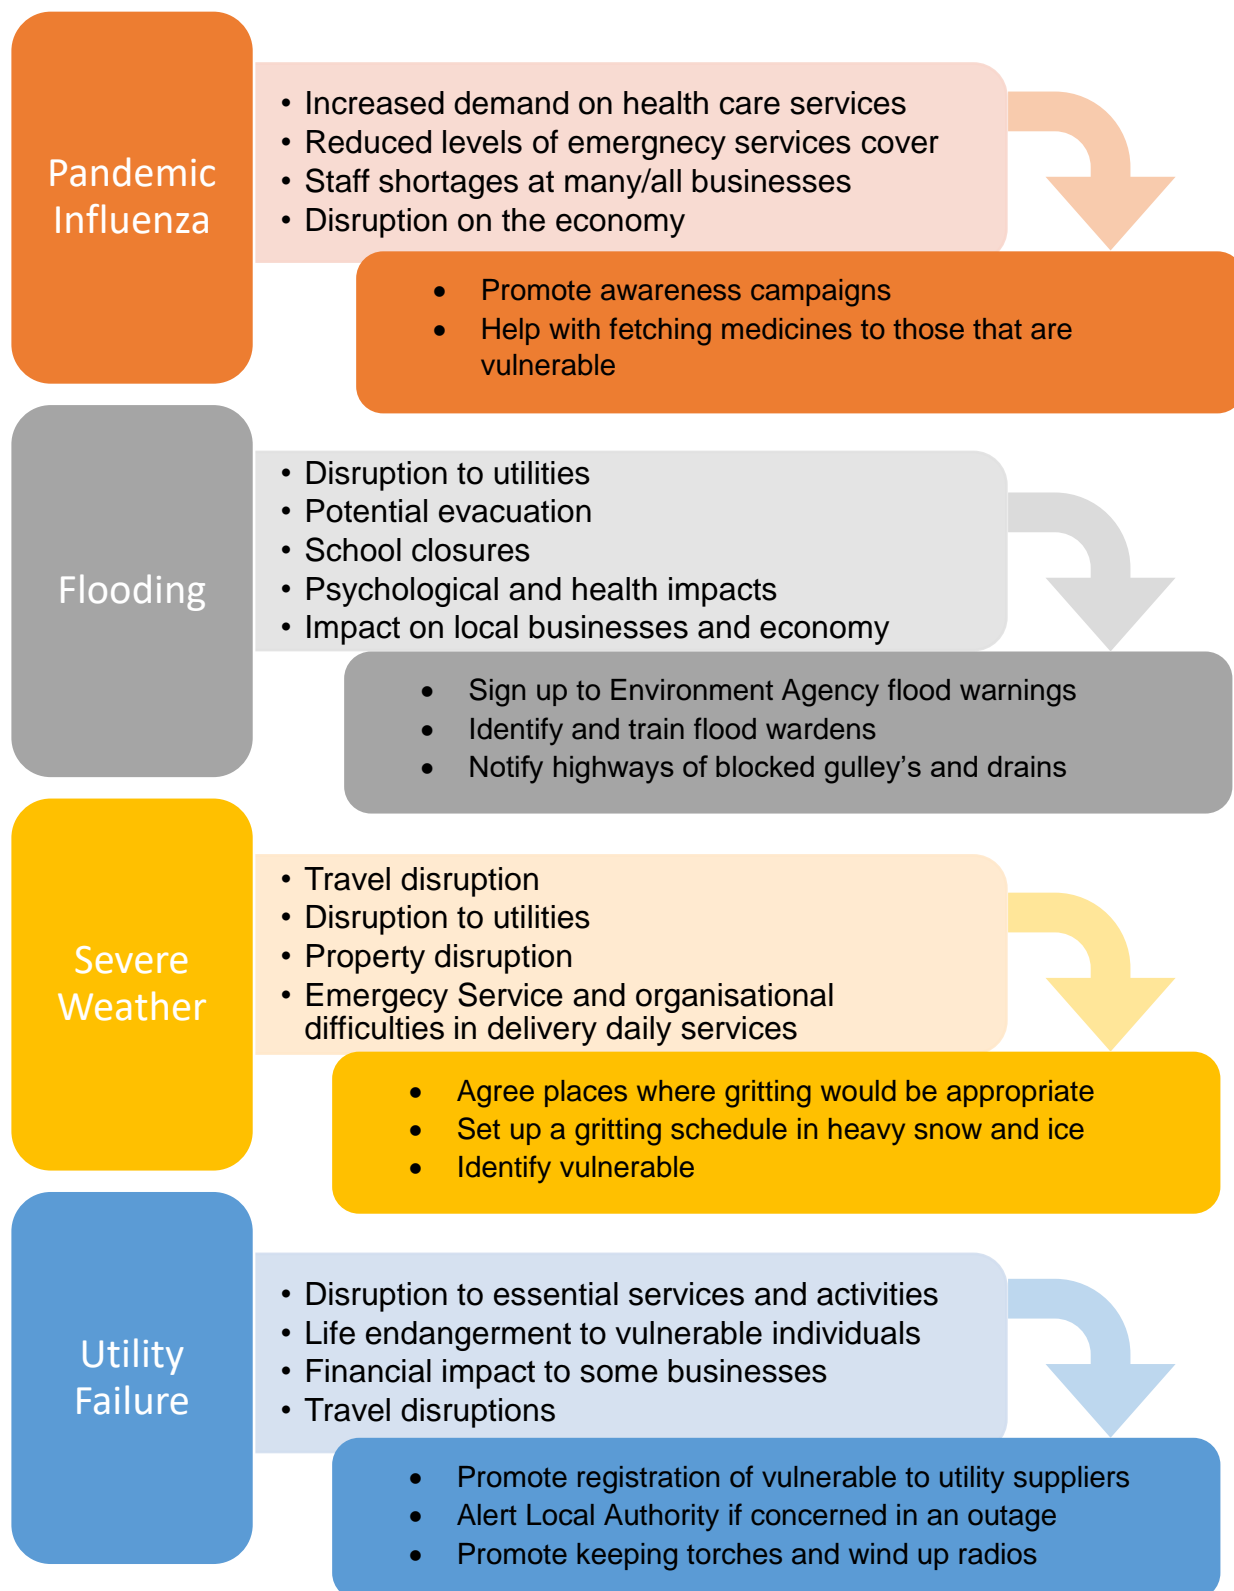 Pandemic
Influenza
• Increased demand on health care services
• Reduced levels of emergnecy services cover
• Staff shortages at many/all businesses
• Disruption on the economy
• Promote awareness campaigns
• Help with fetching medicines to those that are
vulnerable
Flooding
• Disruption to utilities
• Potential evacuation
• School closures
• Psychological and health impacts
• Impact on local businesses and economy
• Sign up to Environment Agency flood warnings
• Identify and train flood wardens
• Notify highways of blocked gulley’s and drains
Severe
Weather
• Travel disruption
• Disruption to utilities
• Property disruption
• Emergecy Service and organisational
difficulties in delivery daily services
• Agree places where gritting would be appropriate
• Set up a gritting schedule in heavy snow and ice
• Identify vulnerable
Utility
Failure
• Disruption to essential services and activities
• Life endangerment to vulnerable individuals
• Financial impact to some businesses
• Travel disruptions
• Promote registration of vulnerable to utility suppliers
• Alert Local Authority if concerned in an outage
• Promote keeping torches and wind up radios